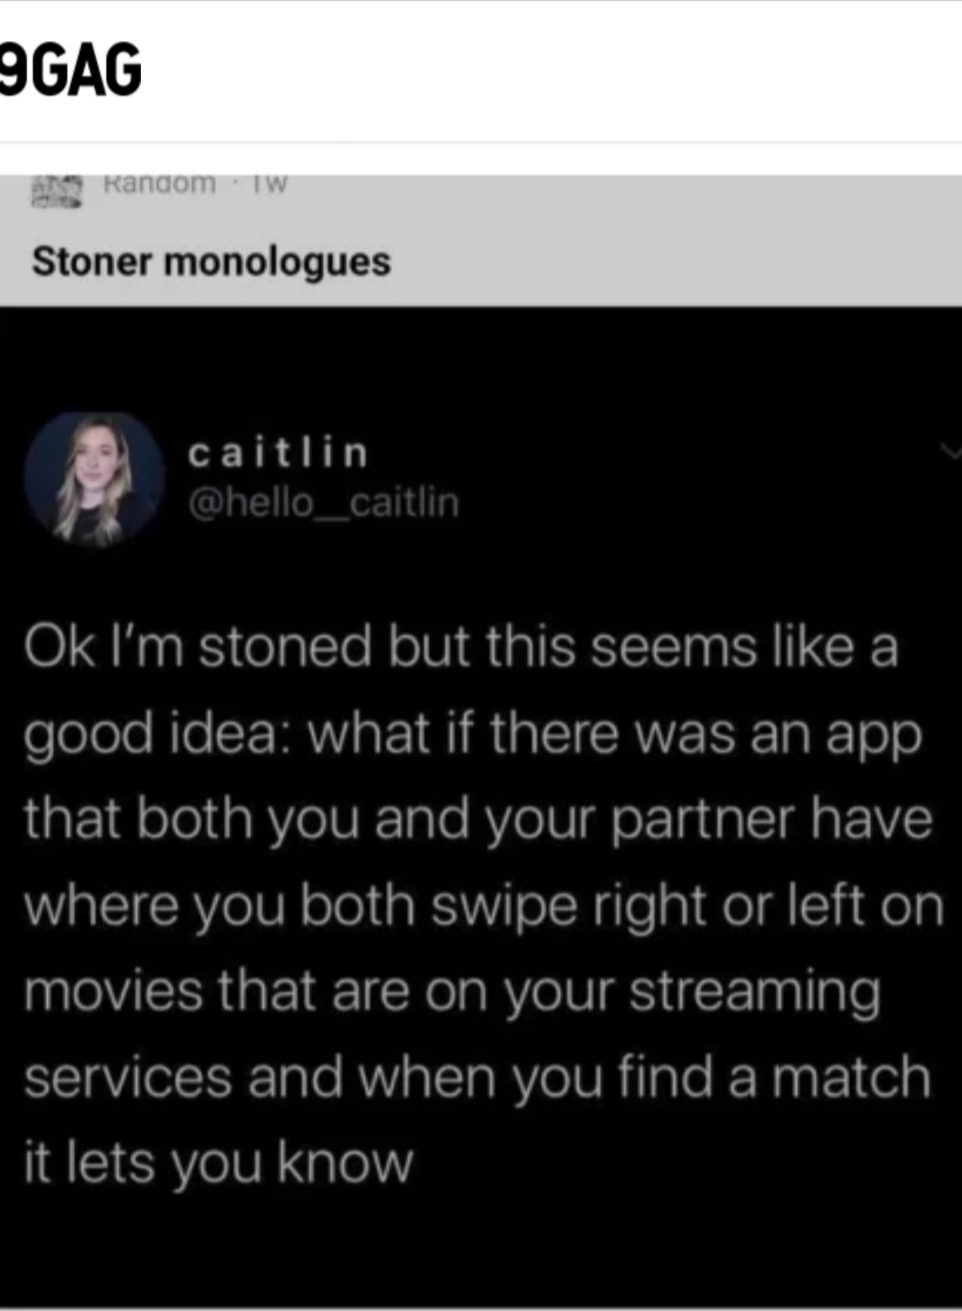 9GAG
Random · 1w
Stoner monologues
caitlin
@hello__caitlin
Ok I’m stoned but this seems like a
good idea: what if there was an app
that both you and your partner have
where you both swipe right or left on
movies that are on your streaming
services and when you find a match
it lets you know